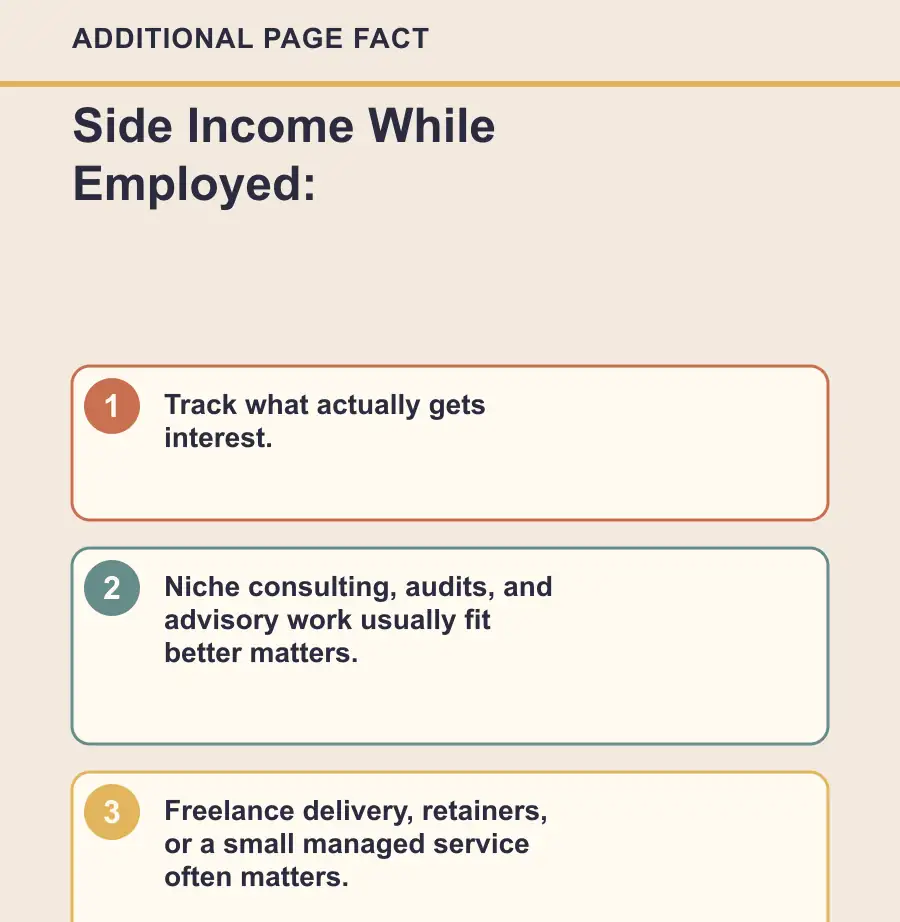 ADDITIONAL PAGE FACT
Side Income While
Employed:
1
Track what actually gets
interest.
2
Niche consulting, audits, and
advisory work usually fit
better matters.
3
Freelance delivery, retainers,
or a small managed service
often matters.